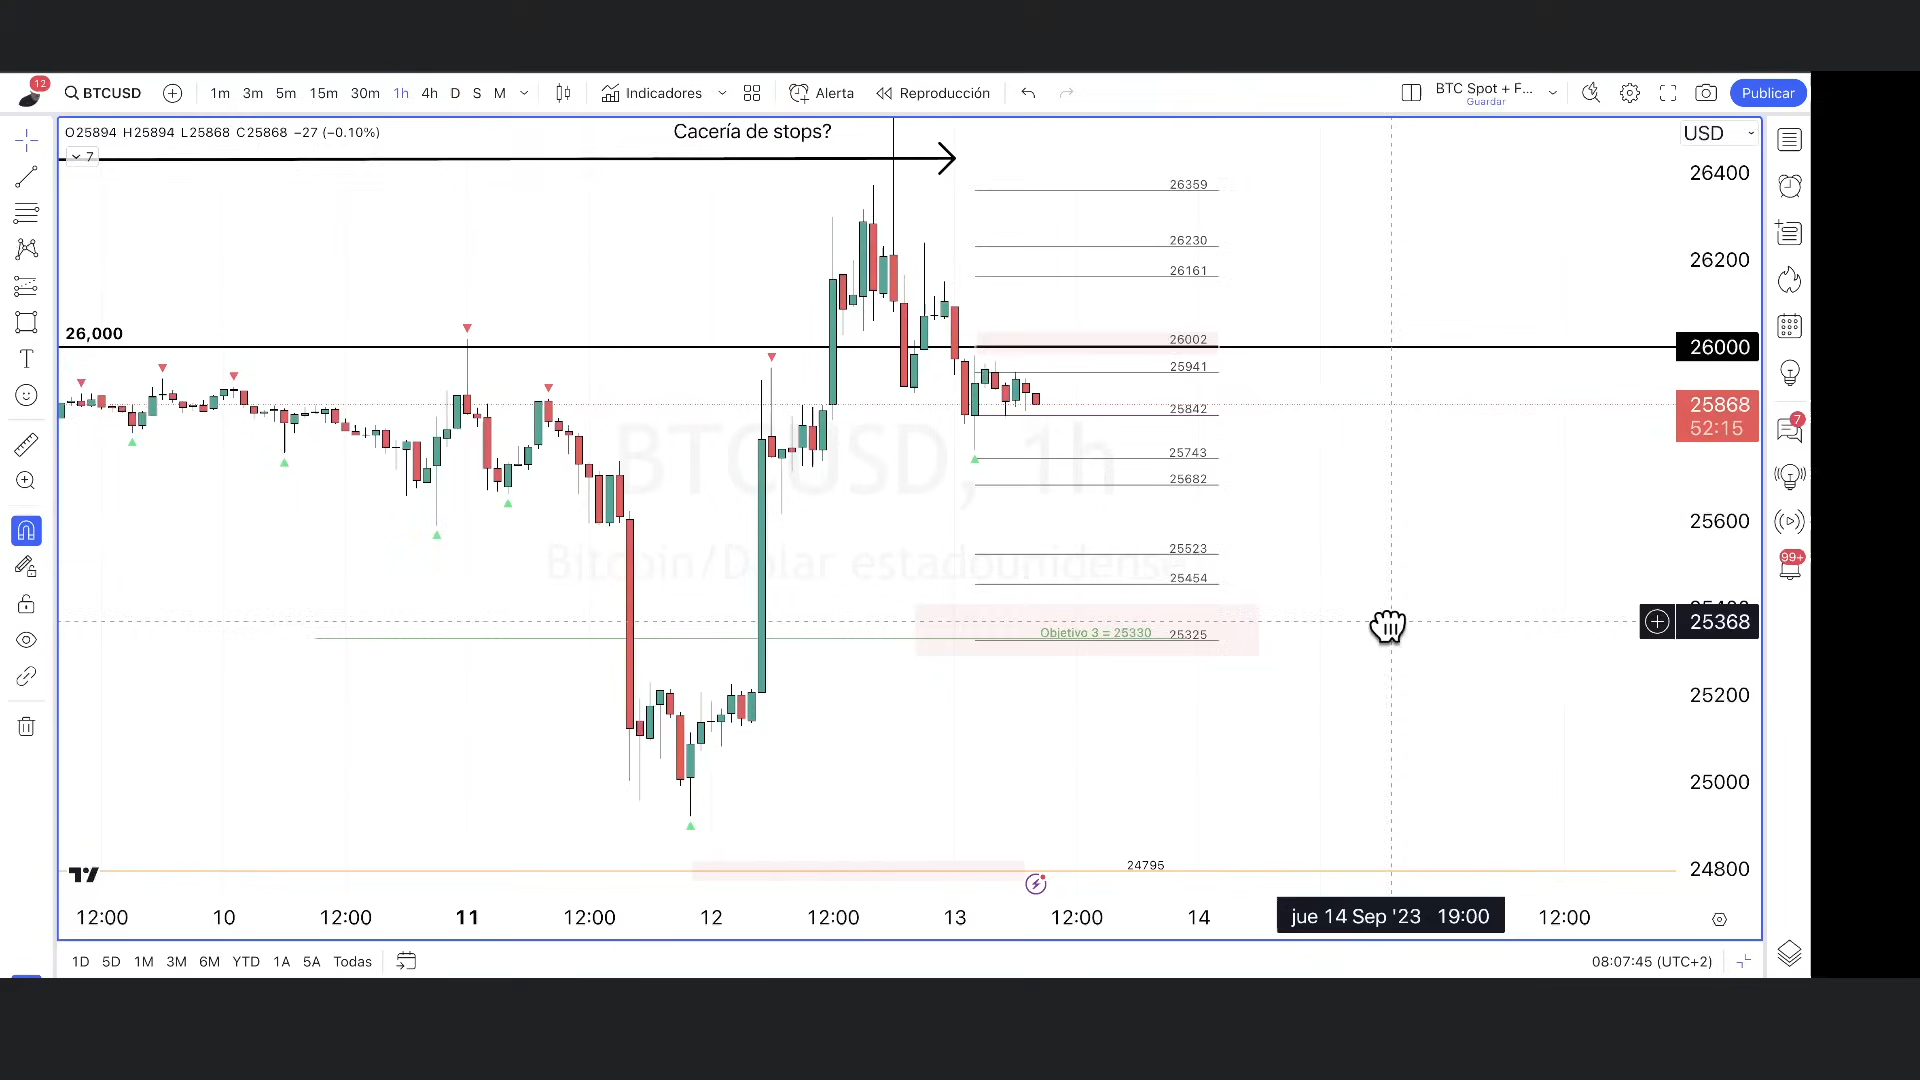 12
BTCUSD
1m 3m 5m 15m 30m 1h 4h D S M
Indicadores
Alerta
Reproducción
BTC Spot + F...
Guardar
Publicar
O25894 H25894 L25868 C25868 −27 (−0.10%)
7
Cacería de stops?
USD
26400
26359
26230
26200
26161
26,000
26002
26000
25941
25868
52:15
25842
BTCUSD, 1h
25743
25682
25600
25523
Bitcoin/Dólar estadounidense
25454
25368
Objetivo 3 = 25330
25325
25200
25000
24795
24800
7
99+
12:00 10 12:00 11 12:00 12 12:00 13 12:00 14 jue 14 Sep '23 19:00 12:00
1D 5D 1M 3M 6M YTD 1A 5A Todas
08:07:45 (UTC+2)